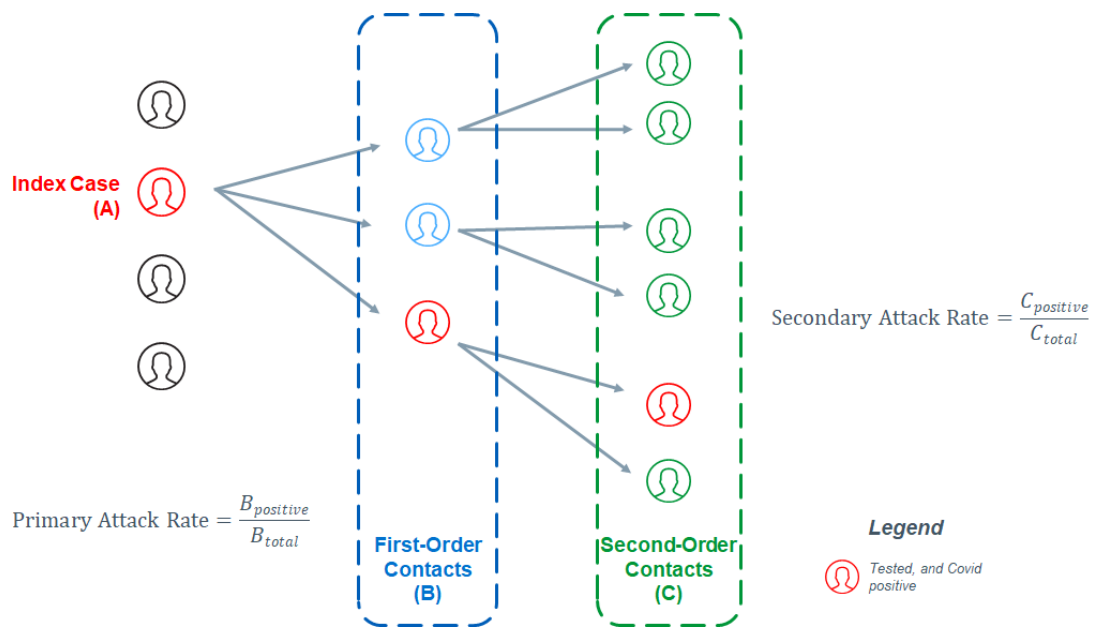 Index Case
(A)
Primary Attack Rate = B_positive / B_total
First-Order
Contacts
(B)
Second-Order
Contacts
(C)
Secondary Attack Rate = C_positive / C_total
Legend
Tested, and Covid
positive